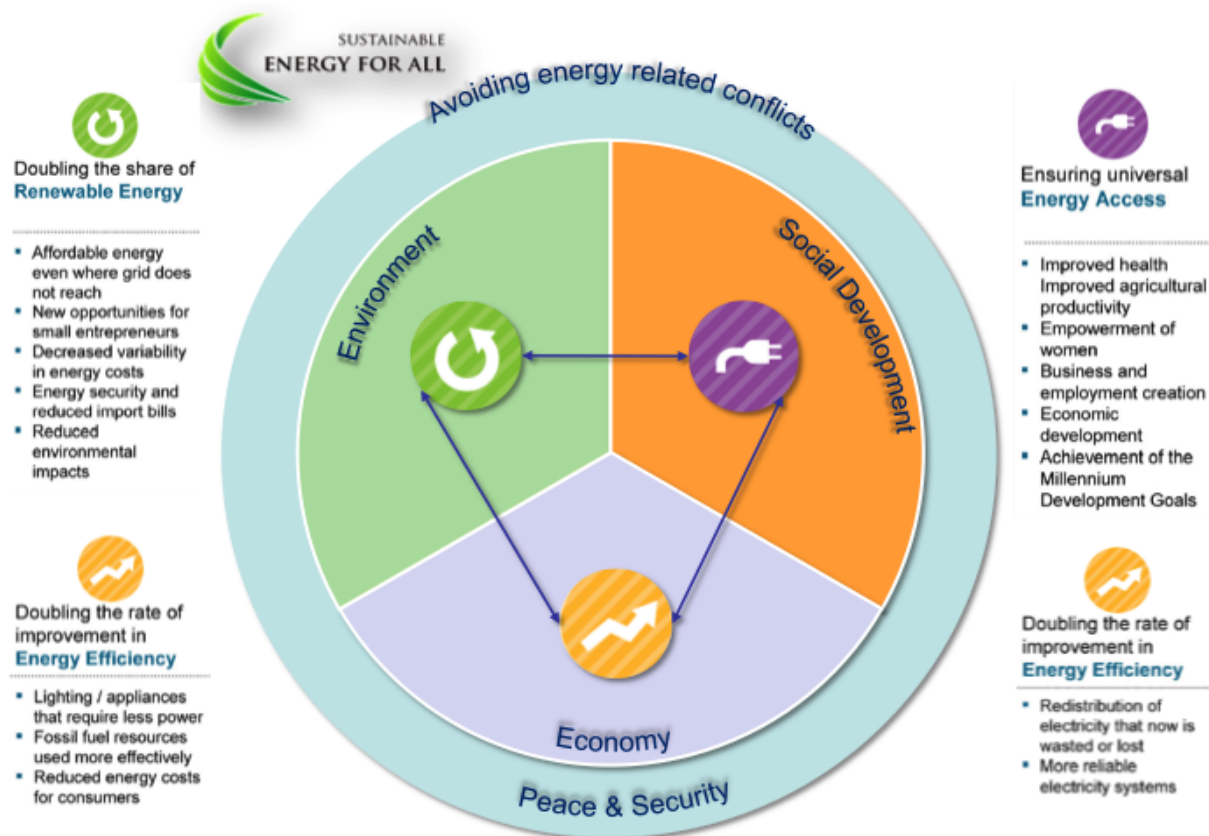 SUSTAINABLE
ENERGY FOR ALL
Avoiding energy related conflicts
Doubling the share of
Renewable Energy
▪ Affordable energy
even where grid does
not reach
▪ New opportunities for
small entrepreneurs
▪ Decreased variability
in energy costs
▪ Energy security and
reduced import bills
▪ Reduced
environmental
impacts
Doubling the rate of
improvement in
Energy Efficiency
▪ Lighting / appliances
that require less power
▪ Fossil fuel resources
used more effectively
▪ Reduced energy costs
for consumers
Environment
Social Development
Economy
Peace & Security
Ensuring universal
Energy Access
▪ Improved health
Improved agricultural
productivity
▪ Empowerment of
women
▪ Business and
employment creation
▪ Economic
development
▪ Achievement of the
Millennium
Development Goals
Doubling the rate of
improvement in
Energy Efficiency
▪ Redistribution of
electricity that now is
wasted or lost
▪ More reliable
electricity systems